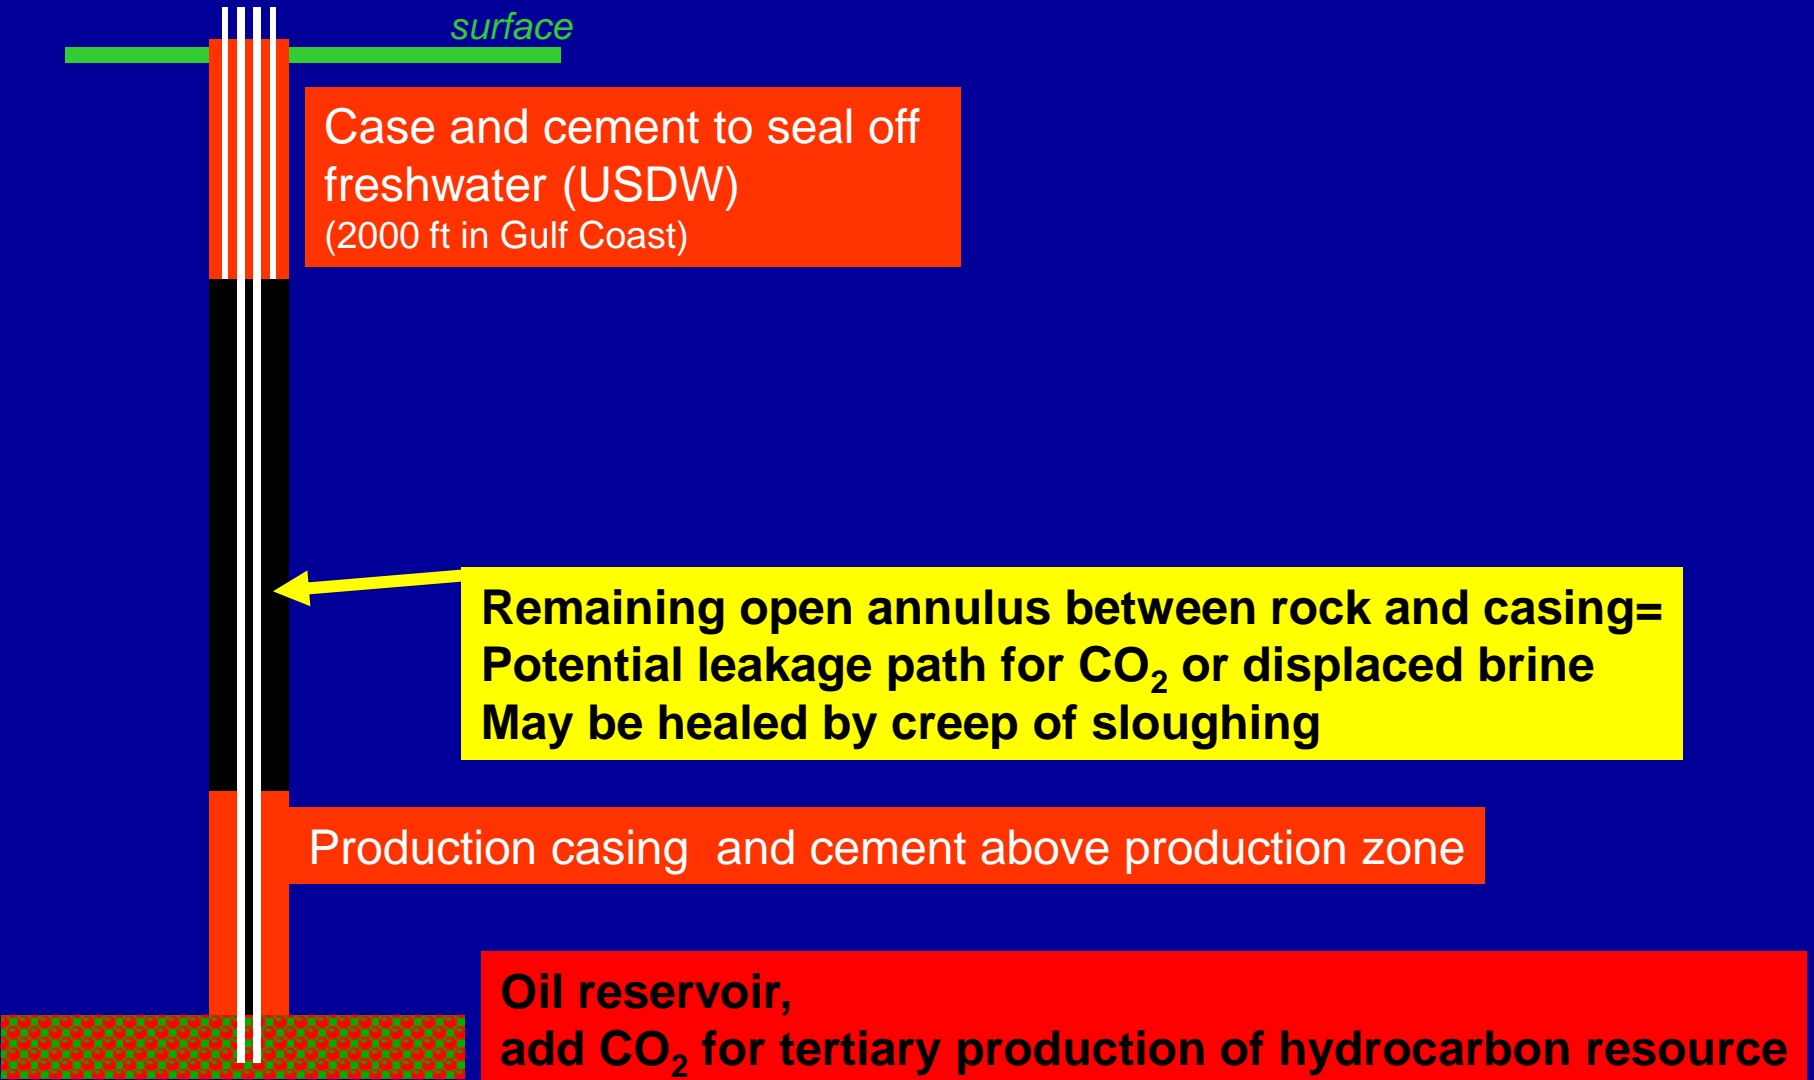 surface
Case and cement to seal off
freshwater (USDW)
(2000 ft in Gulf Coast)
Remaining open annulus between rock and casing=
Potential leakage path for CO₂ or displaced brine
May be healed by creep of sloughing
Production casing  and cement above production zone
Oil reservoir,
add CO₂ for tertiary production of hydrocarbon resource